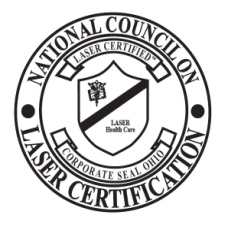 NATIONAL COUNCIL ON
LASER CERTIFIED
LASER
Health Care
CORPORATE SEAL OHIO
LASER CERTIFICATION